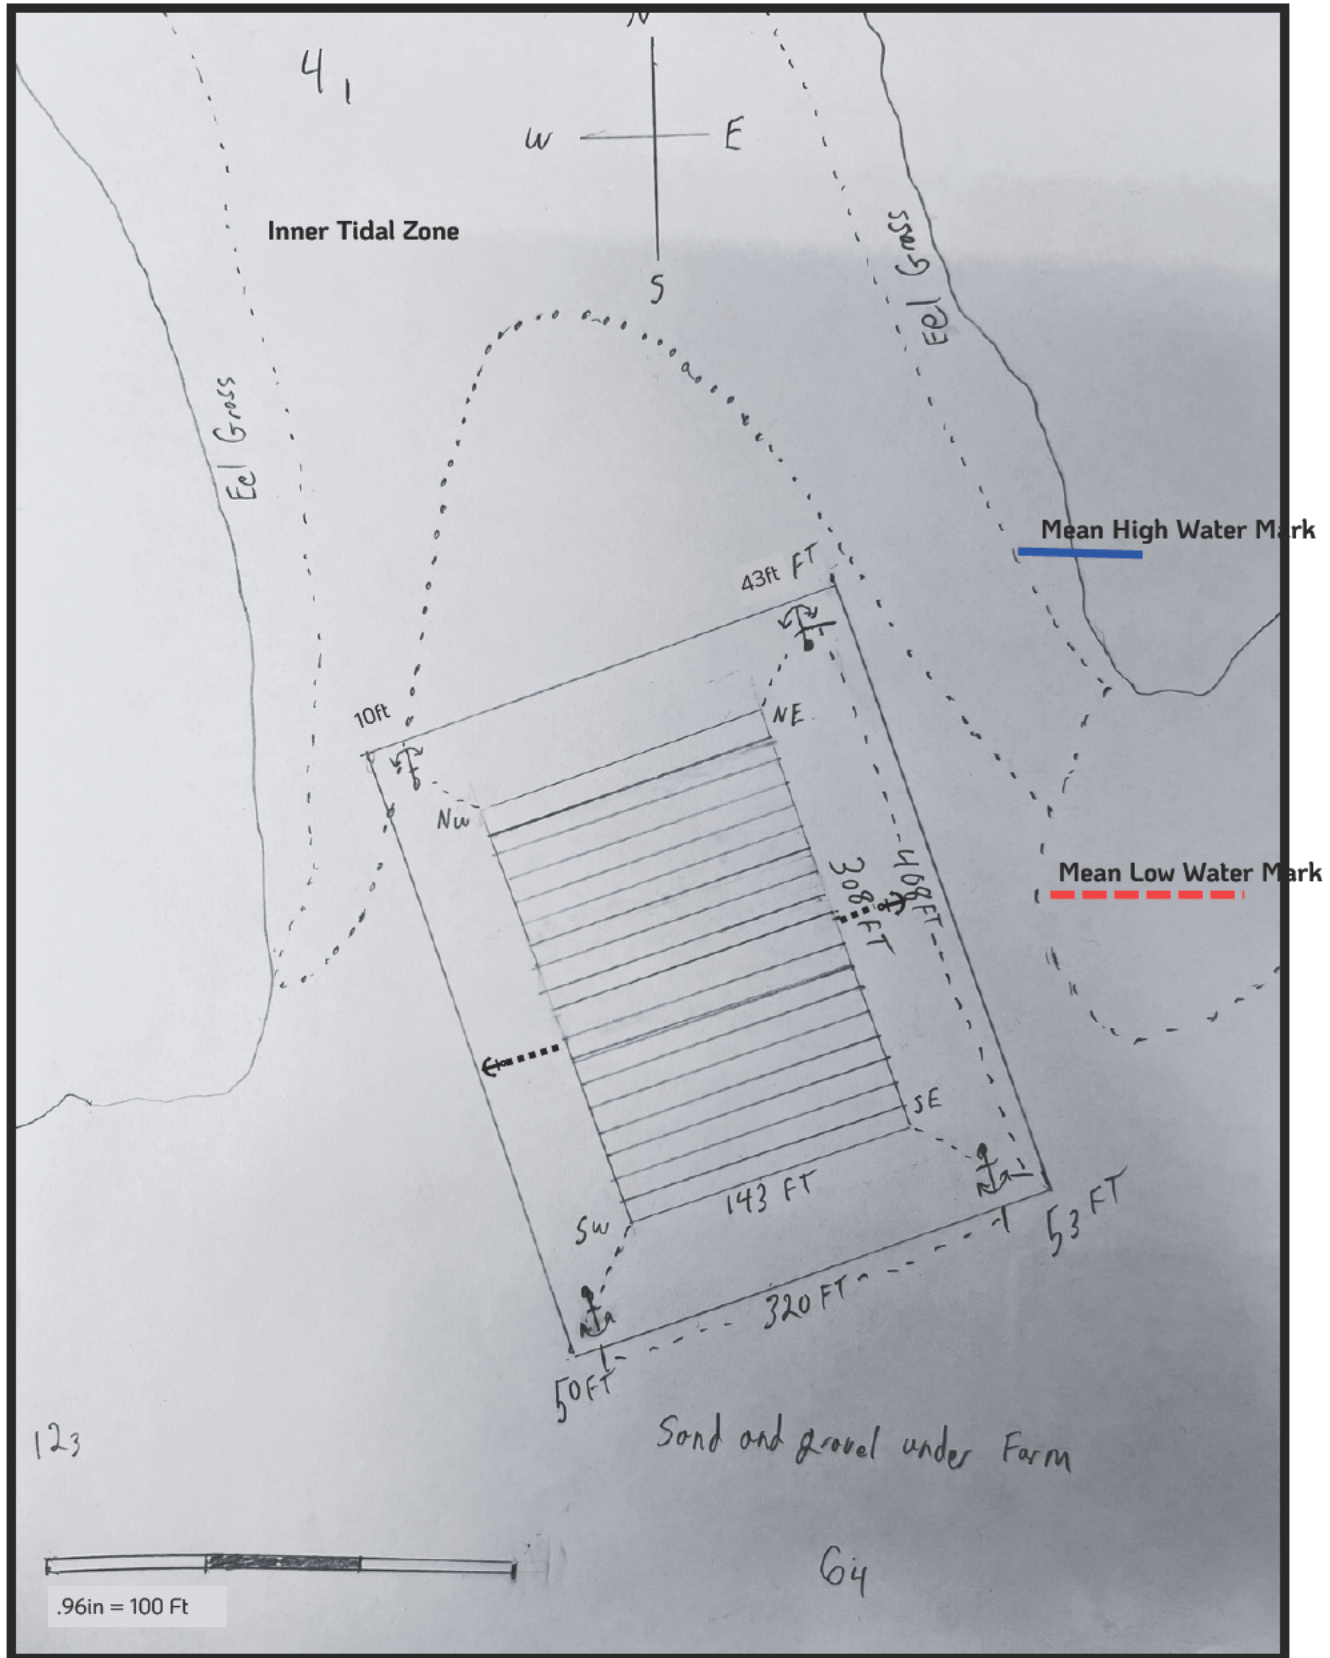 N
4 1
W E
Inner Tidal Zone
S
Eel Grass
Eel Grass
Mean High Water Mark
43ft FT
10ft
NE
NW
308 FT
408 FT
Mean Low Water Mark
SE
143 FT
SW
53 FT
320 FT
50 FT
Sand and gravel under Farm
123
64
.96in = 100 Ft